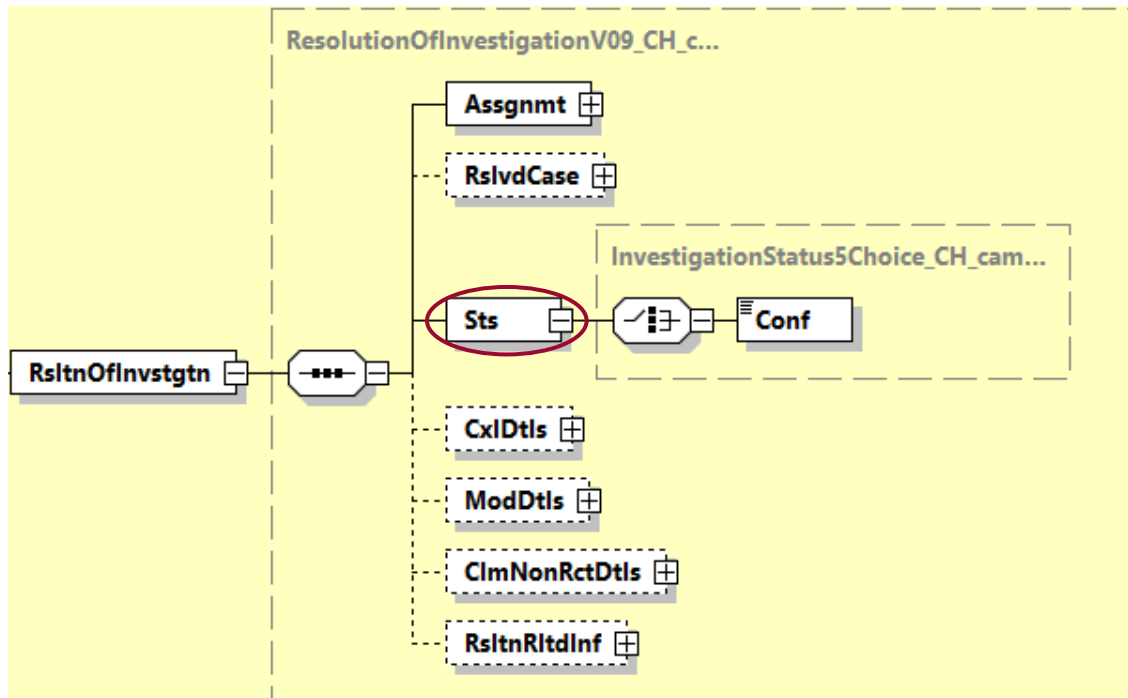 ResolutionOfInvestigationV09_CH_c...
Assgnmt
RslvdCase
InvestigationStatus5Choice_CH_cam...
Sts
Conf
RsltnOfInvstgtn
CxlDtls
ModDtls
ClmNonRctDtls
RsltnRltdInf